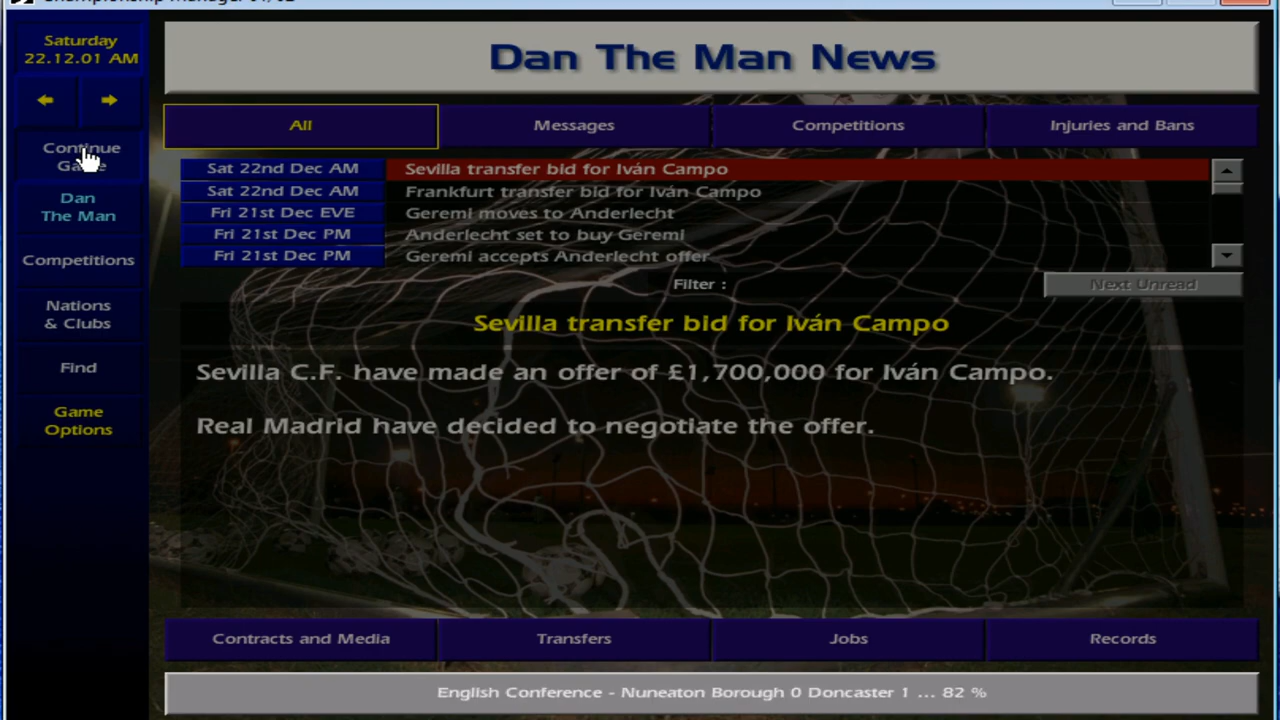 Championship Manager 01/02
Saturday
22.12.01 AM
Continue
Game
Dan
The Man
Competitions
Nations
& Clubs
Find
Game
Options
Dan The Man News
All
Messages
Competitions
Injuries and Bans
Sat 22nd Dec AM Sevilla transfer bid for Iván Campo
Sat 22nd Dec AM Frankfurt transfer bid for Iván Campo
Fri 21st Dec EVE Geremi moves to Anderlecht
Fri 21st Dec PM Anderlecht set to buy Geremi
Fri 21st Dec PM Geremi accepts Anderlecht offer
Filter :
Next Unread
Sevilla transfer bid for Iván Campo
Sevilla C.F. have made an offer of £1,700,000 for Iván Campo.
Real Madrid have decided to negotiate the offer.
Contracts and Media
Transfers
Jobs
Records
English Conference - Nuneaton Borough 0 Doncaster 1 ... 82 %